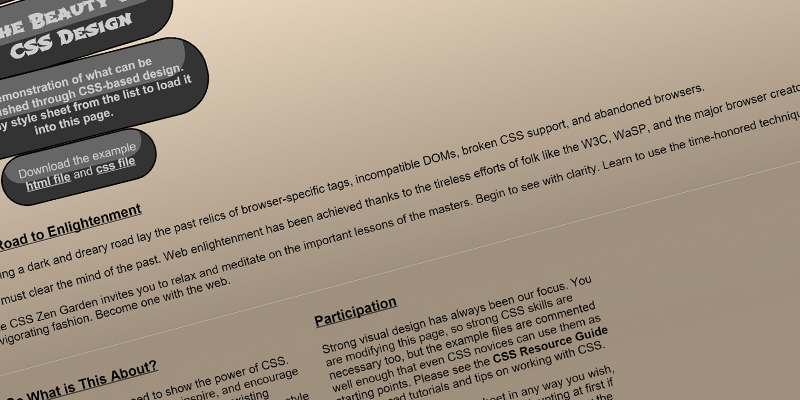 HE BEAUTY
CSS DESIGN
monstration of what can be
shed through CSS-based design.
y style sheet from the list to load it
into this page.
Download the example
html file and css file
Road to Enlightenment
ing a dark and dreary road lay the past relics of browser-specific tags, incompatible DOMs, broken CSS support, and abandoned browsers.
must clear the mind of the past. Web enlightenment has been achieved thanks to the tireless efforts of folk like the W3C, WaSP, and the major browser creato
CSS Zen Garden invites you to relax and meditate on the important lessons of the masters. Begin to see with clarity. Learn to use the time-honored techniqu
vigorating fashion. Become one with the web.
So What is This About?
ed to show the power of CSS.
inspire, and encourage
existing
style
Participation
Strong visual design has always been our focus. You
are modifying this page, so strong CSS skills are
necessary too, but the example files are commented
well enough that even CSS novices can use them as
starting points. Please see the CSS Resource Guide
ed tutorials and tips on working with CSS.
heet in any way you wish,
unting at first if
the